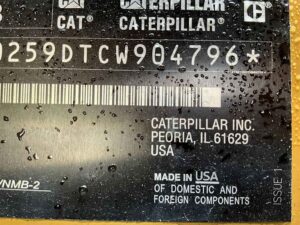 CAT CATERPILLAR
CAT® CATERPILLAR
0259DTCW904796*
CATERPILLAR INC.
PEORIA, IL 61629
USA
/NMB-2
MADE IN USA
OF DOMESTIC AND
FOREIGN COMPONENTS
ISSUE 1